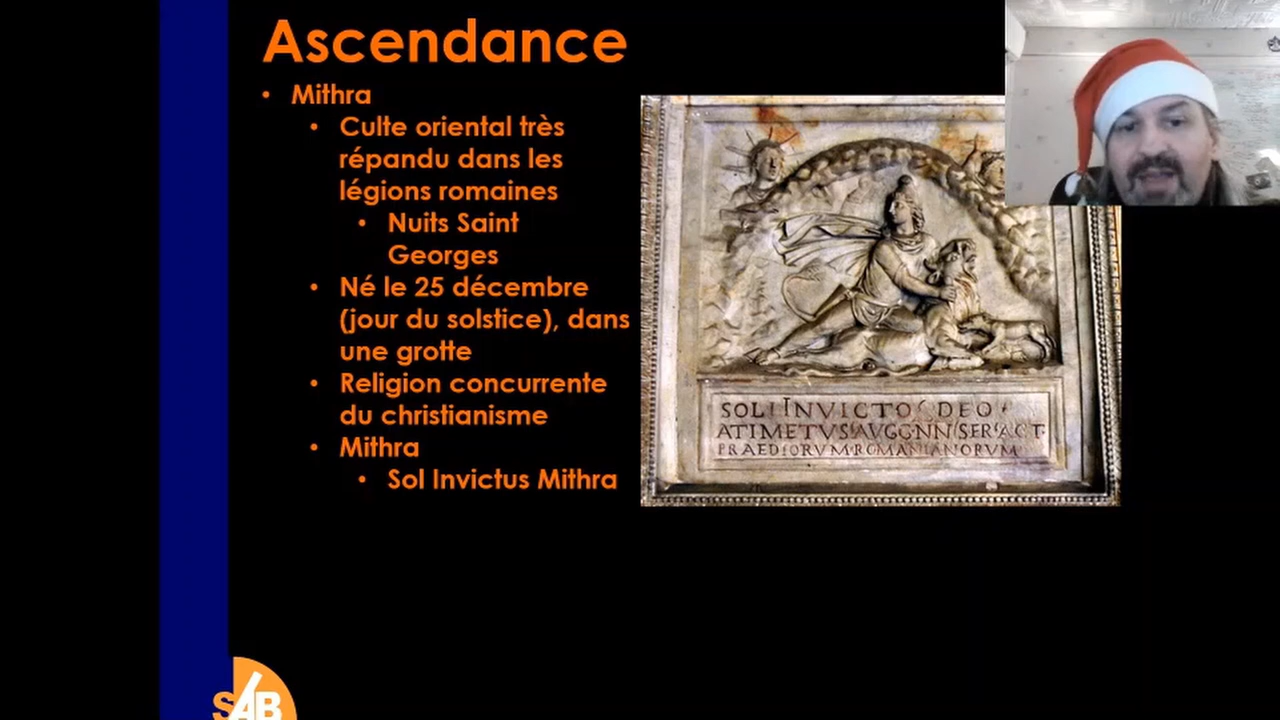 Ascendance
• Mithra
• Culte oriental très
répandu dans les
légions romaines
• Nuits Saint
Georges
• Né le 25 décembre
(jour du solstice), dans
une grotte
• Religion concurrente
du christianisme
• Mithra
• Sol Invictus Mithra
SOLI INVICTO DEO
ATIMETVS AVGG NN SER ACT
PRAEDIORVM ROMANIANORVM
SAB